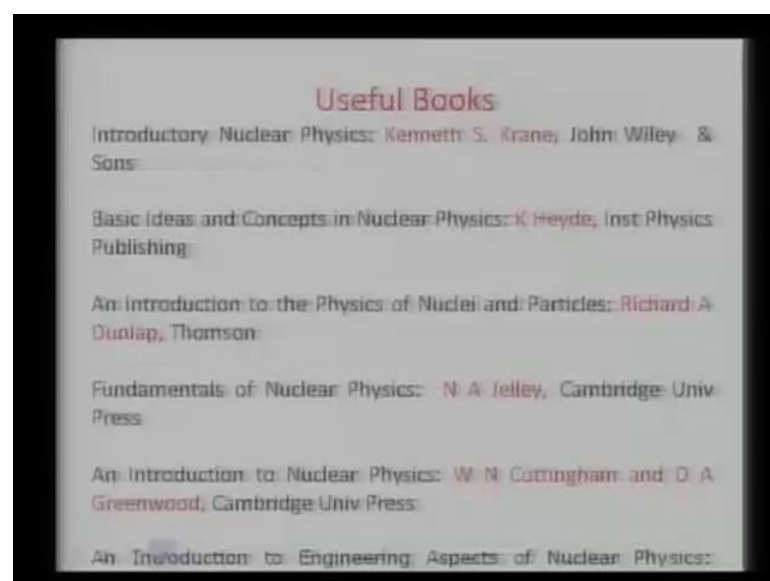 Useful Books
Introductory Nuclear Physics: Kenneth S. Krane, John Wiley &
Sons
Basic Ideas and Concepts in Nuclear Physics: K Heyde, Inst Physics
Publishing
An Introduction to the Physics of Nuclei and Particles: Richard A
Dunlap, Thomson
Fundamentals of Nuclear Physics: N A Jelley, Cambridge Univ
Press
An Introduction to Nuclear Physics: W N Cottingham and D A
Greenwood, Cambridge Univ Press
An Introduction to Engineering Aspects of Nuclear Physics: